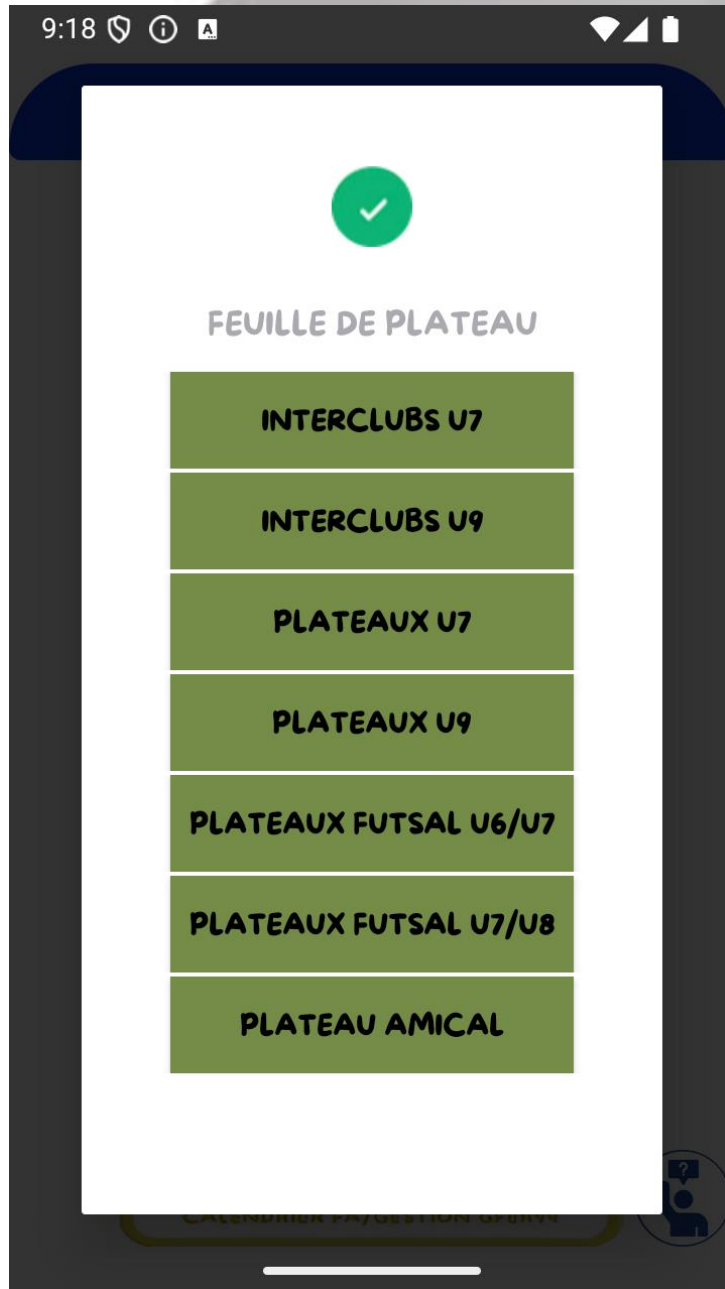 9:18
A
FEUILLE DE PLATEAU
INTERCLUBS U7
INTERCLUBS U9
PLATEAUX U7
PLATEAUX U9
PLATEAUX FUTSAL U6/U7
PLATEAUX FUTSAL U7/U8
PLATEAU AMICAL
?